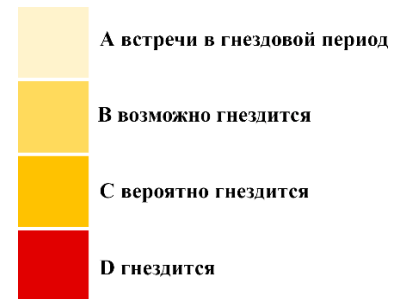 А встречи в гнездовой период
В возможно гнездится
С вероятно гнездится
D гнездится